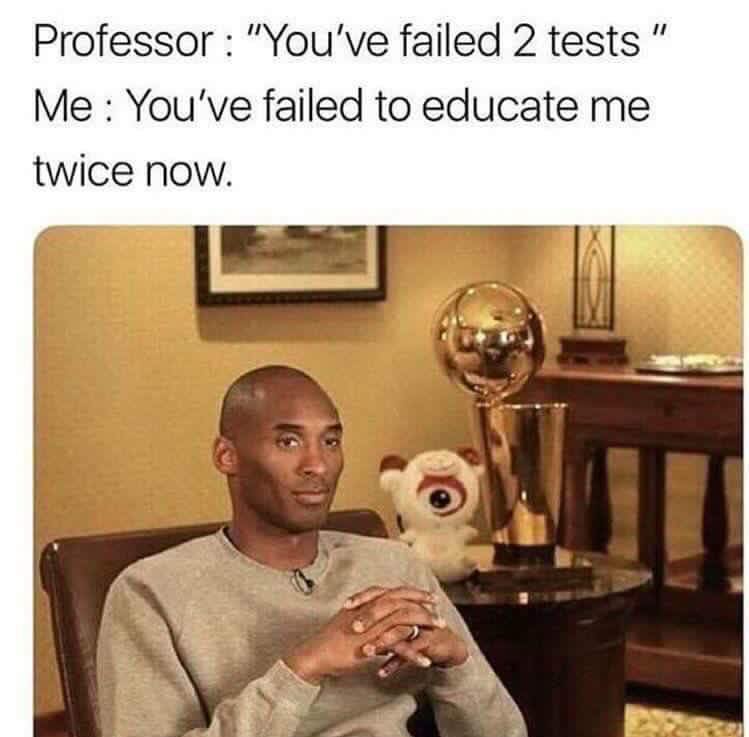 Professor : "You've failed 2 tests "
Me : You've failed to educate me
twice now.